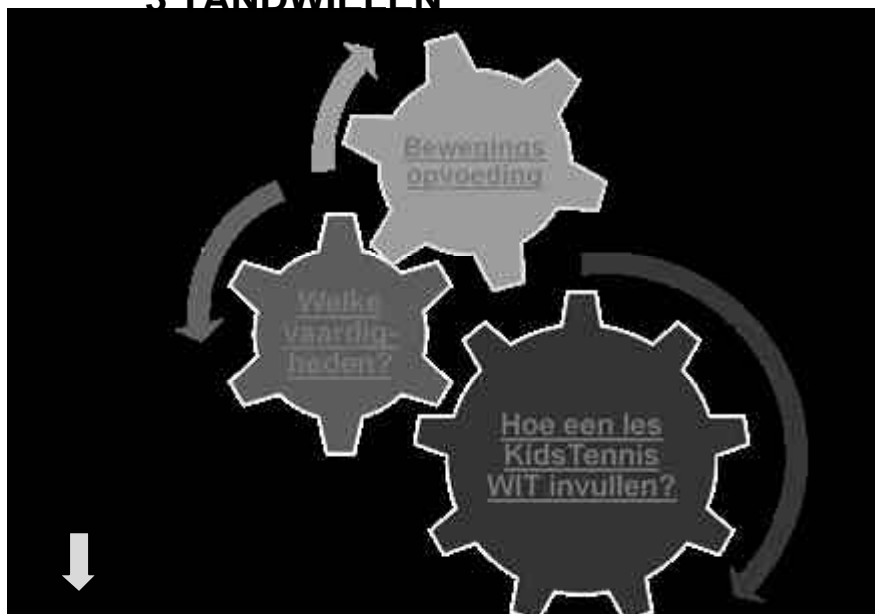 3 TANDWIELEN
Bewegings
opvoeding
Welke
vaardig-
heden?
Hoe een les
KidsTennis
WIT invullen?